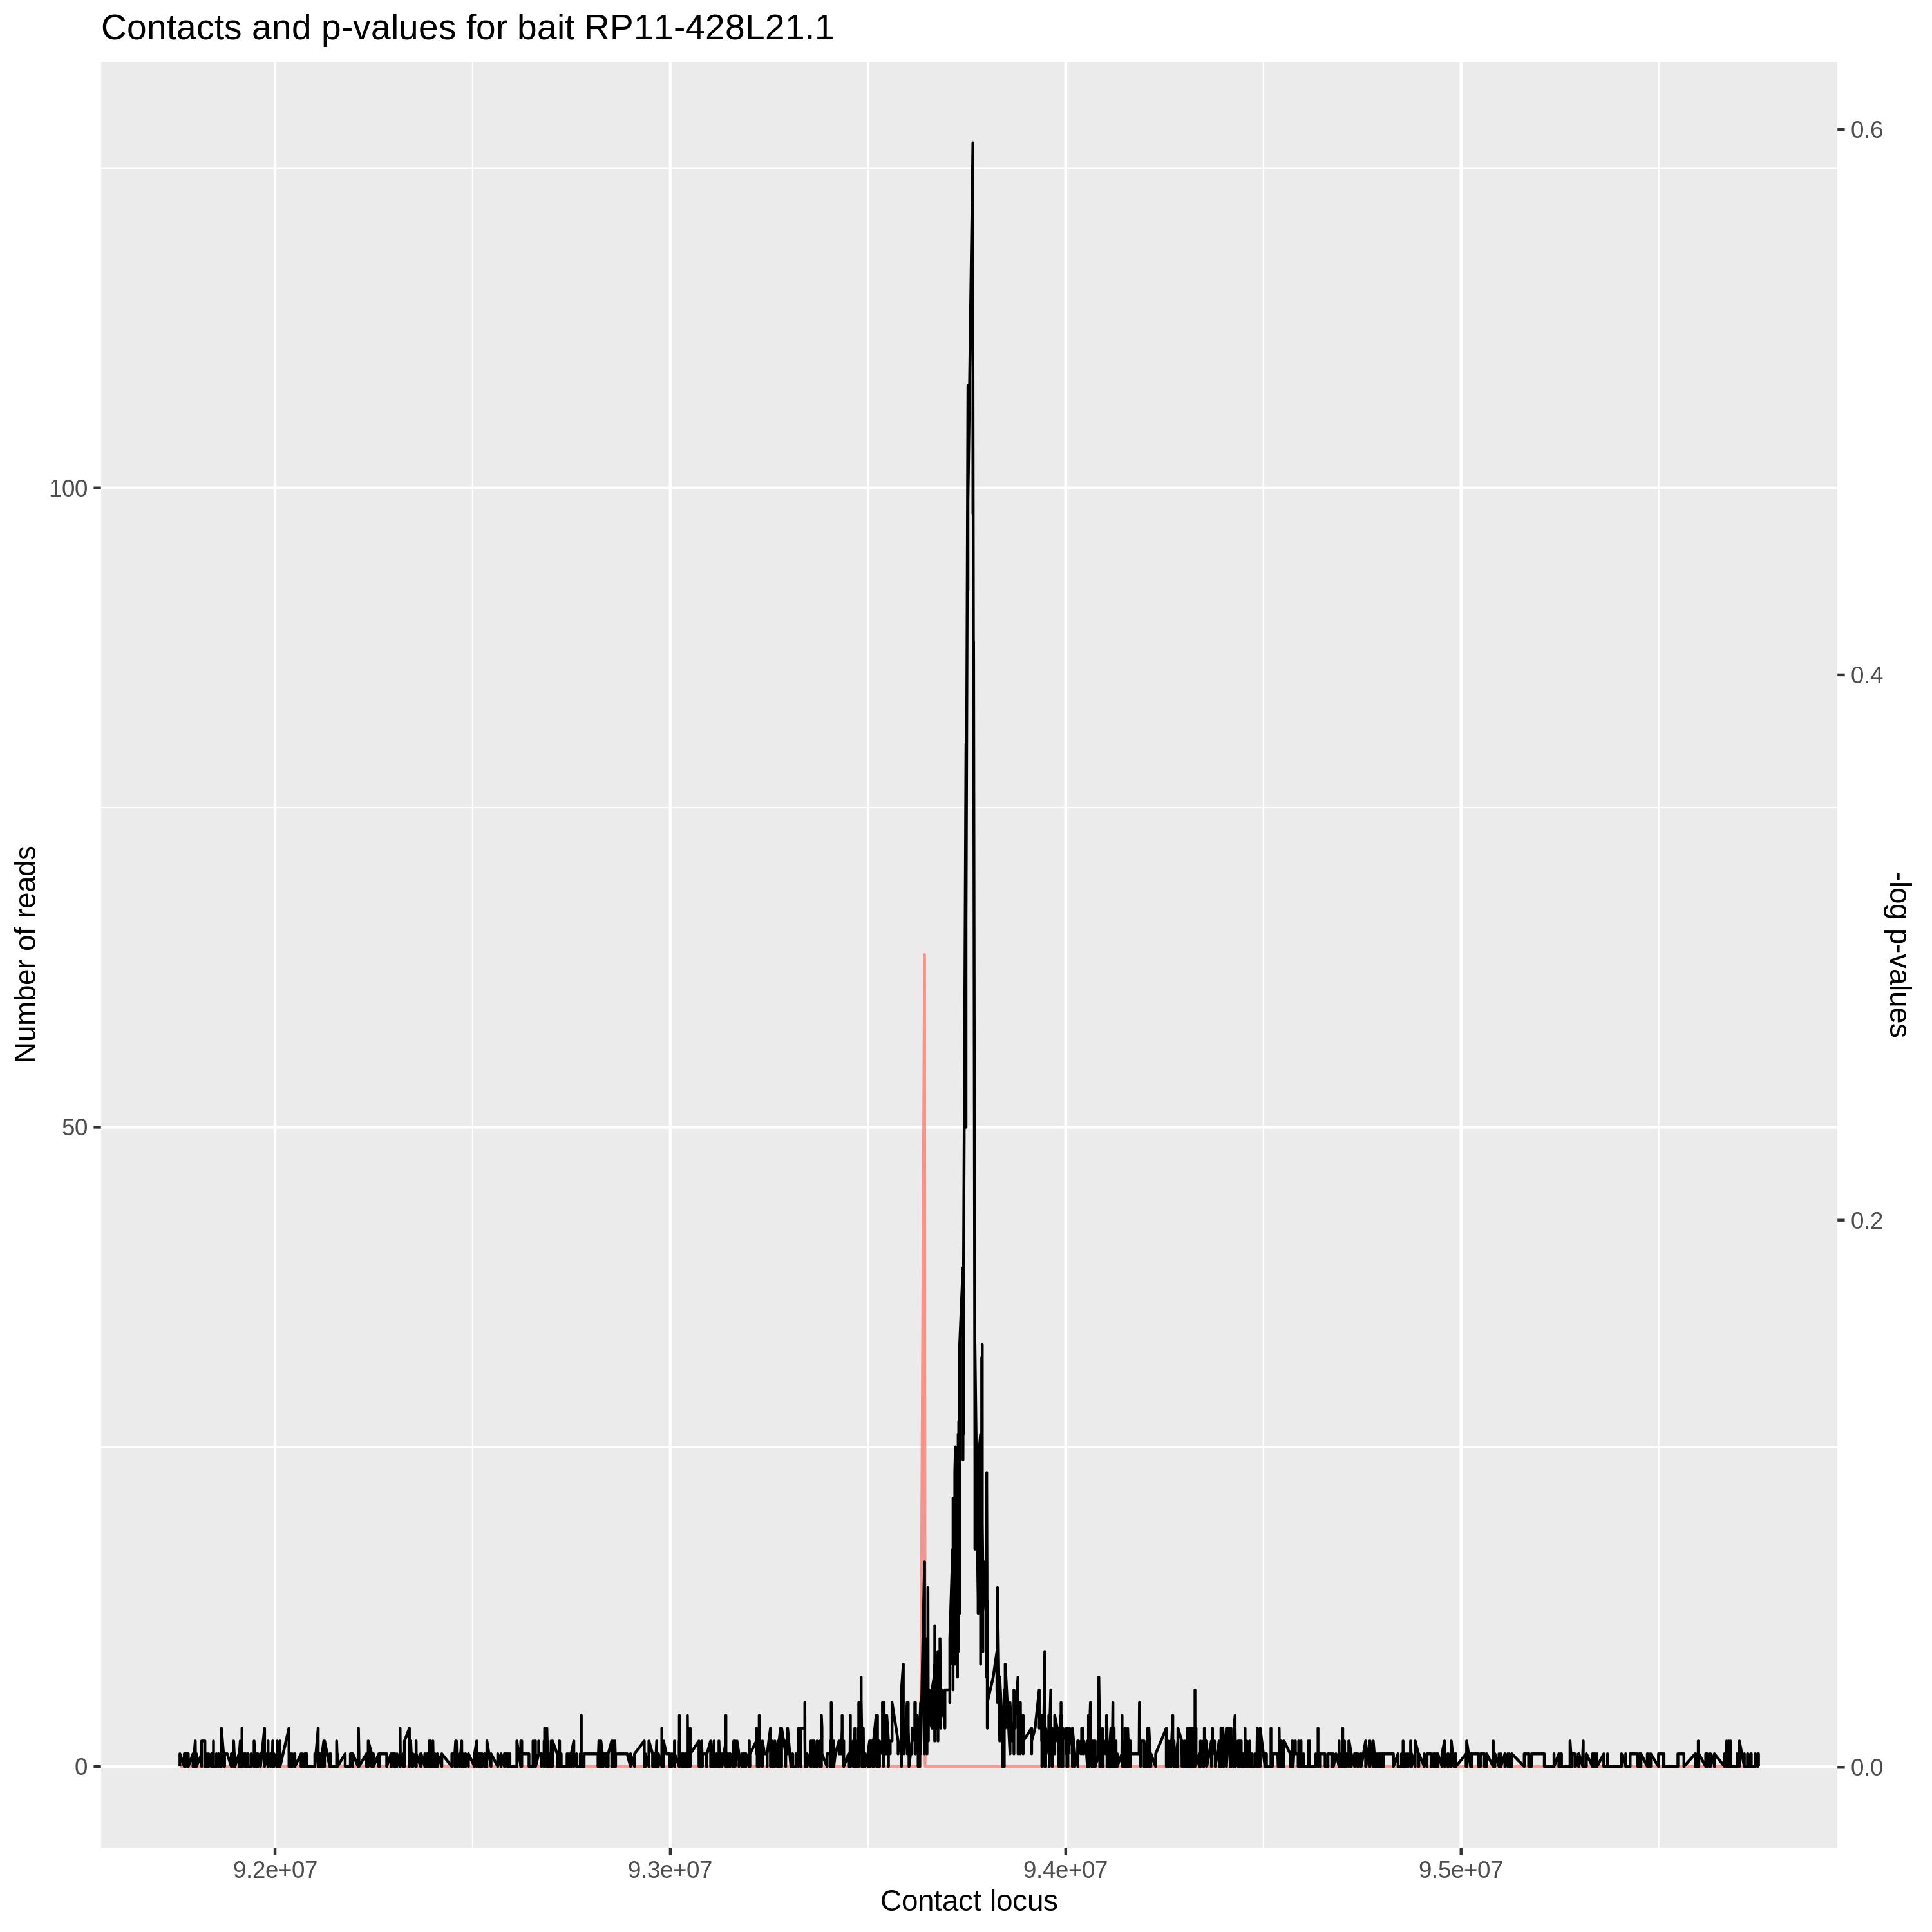 Contacts and p-values for bait RP11-428L21.1
0.6
100
0.4
Number of reads
-log p-values
0.2
50
0
0.0
9.2e+07
9.3e+07
9.4e+07
9.5e+07
Contact locus